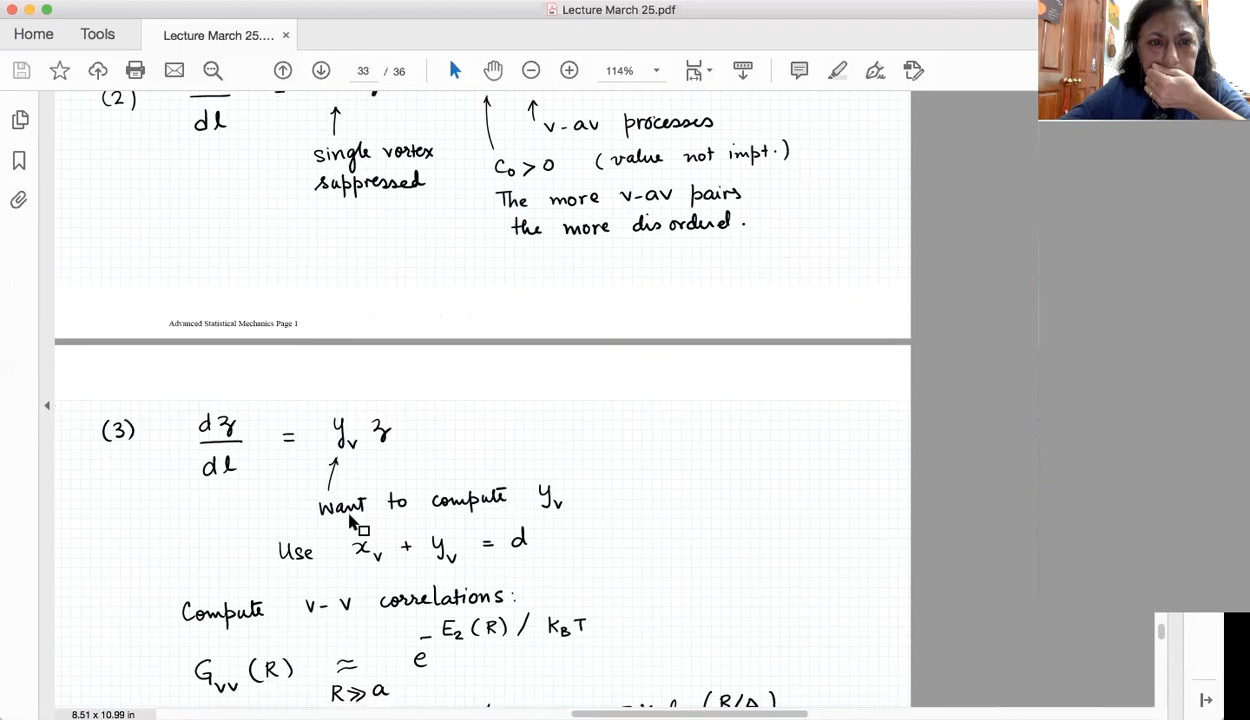 Lecture March 25.pdf
Home Tools Lecture March 25.... ×
33 / 36 114%
(2) dl
v-av processes
single vortex
suppressed
C₀ > 0 (value not impt.)
The more v-av pairs
the more disordered.
Advanced Statistical Mechanics Page 1
(3) dz/dl = y_v z
want to compute y_v
Use x_v + y_v = d
Compute v-v correlations:
G_vv (R) ≈ e^(- E₂(R) / K_B T)
R≫a
(R/a)
8.51 x 10.99 in